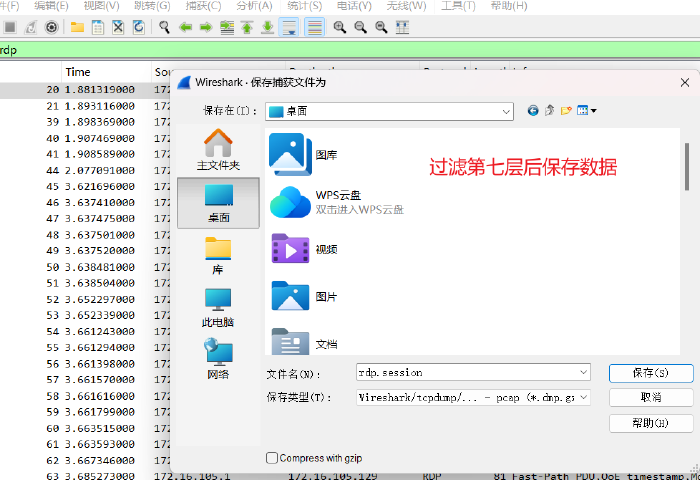 编辑(E) 视图(V) 跳转(G) 捕获(C) 分析(A) 统计(S) 电话(Y) 无线(W) 工具(T) 帮助(H)
rdp
Time
20 1.881319000 172
21 1.893116000 172
39 1.898369000 172
40 1.907469000 172
41 1.908589000 172
44 2.077091000 172
45 3.621696000 172
46 3.637410000 172
47 3.637475000 172
48 3.637501000 172
49 3.637520000 172
50 3.638481000 172
51 3.638504000 172
52 3.652297000 172
53 3.652339000 172
54 3.661243000 172
55 3.661294000 172
56 3.661398000 172
57 3.661570000 172
58 3.661616000 172
59 3.661799000 172
60 3.663515000 172
61 3.663593000 172
62 3.667346000 172
63 3.685273000 172.16.105.1 172.16.105.129 RDP 81 Fast-Path PDU,QoE timestamp,Mo
Wireshark · 保存捕获文件为
保存在(I): 桌面
主文件夹
桌面
库
此电脑
网络
图库
WPS云盘
双击进入WPS云盘
视频
图片
文档
过滤第七层后保存数据
文件名(N): rdp.session 保存(S)
保存类型(T): Wireshark/tcpdump/... - pcap (*.dmp.gz 取消
帮助(H)
Compress with gzip